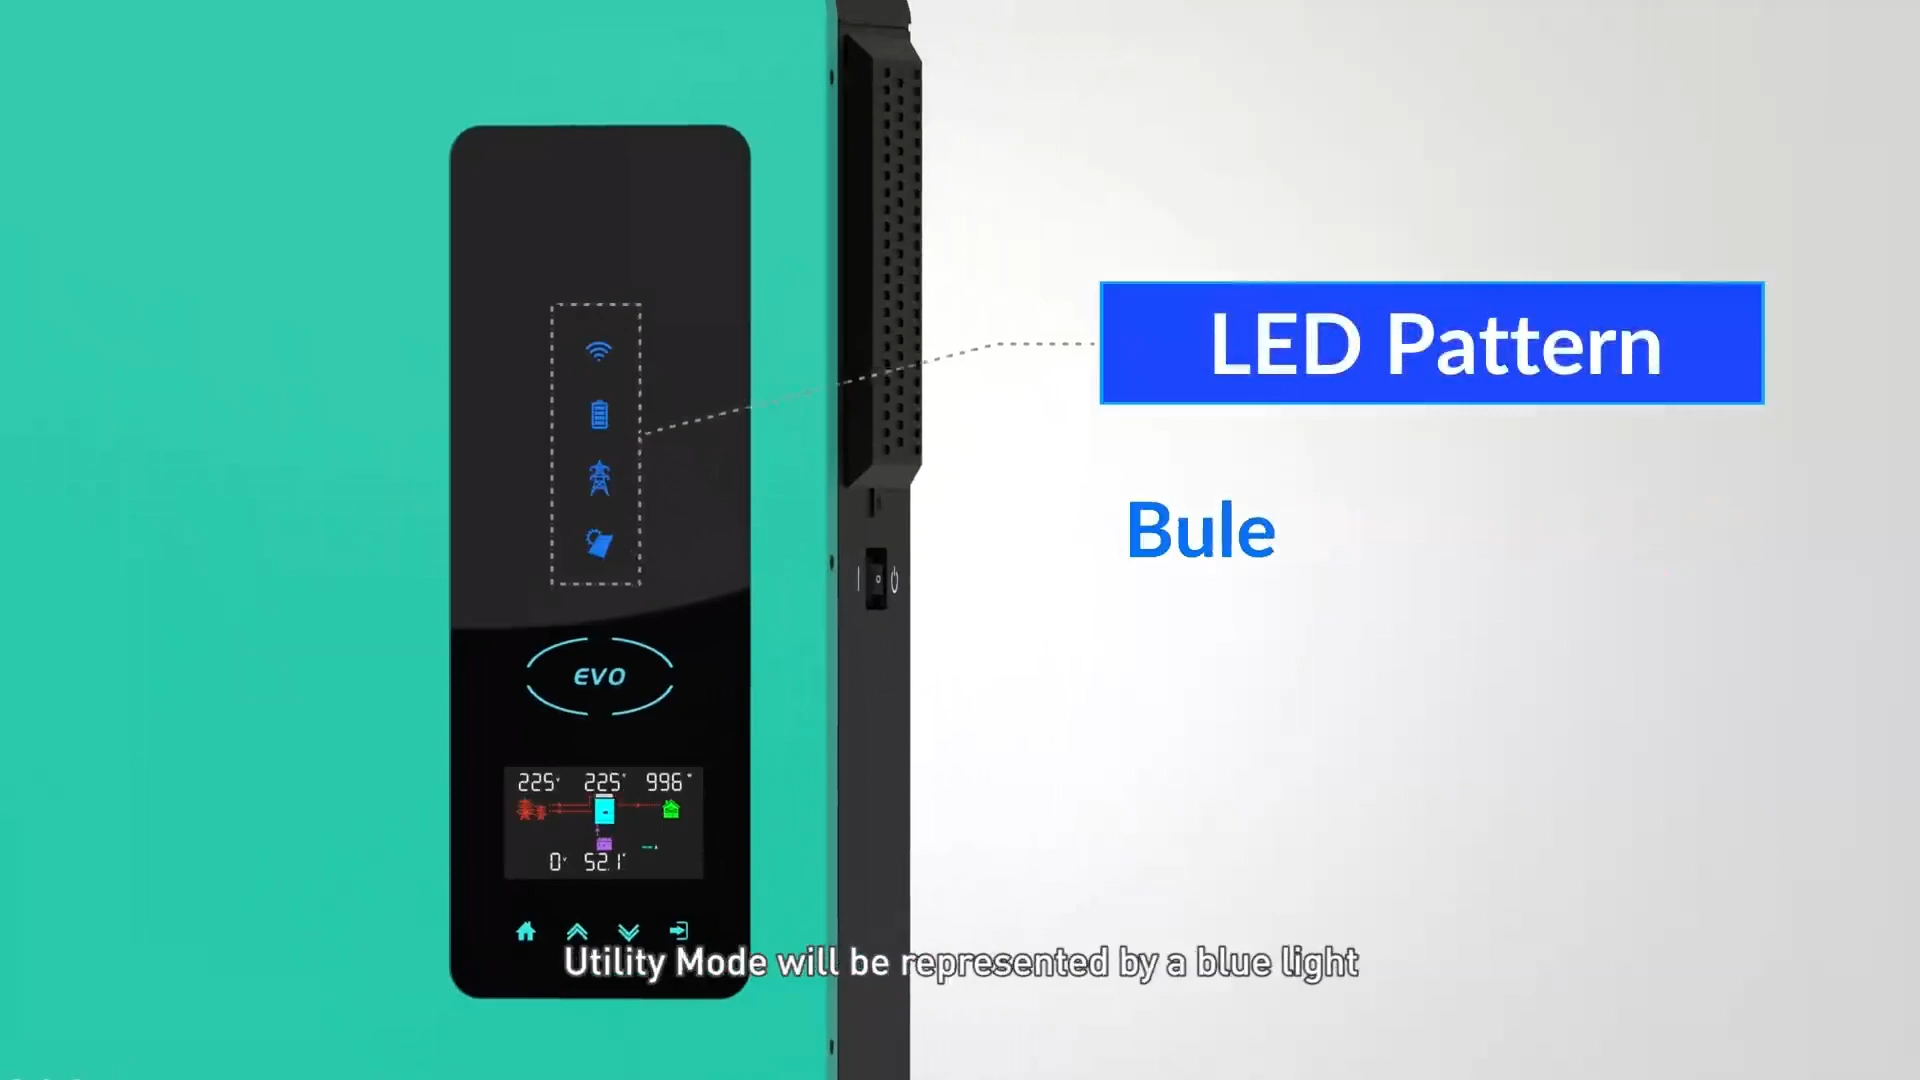 LED Pattern
Bule
EVO
225 225 996
0 52.1
Utility Mode will be represented by a blue light